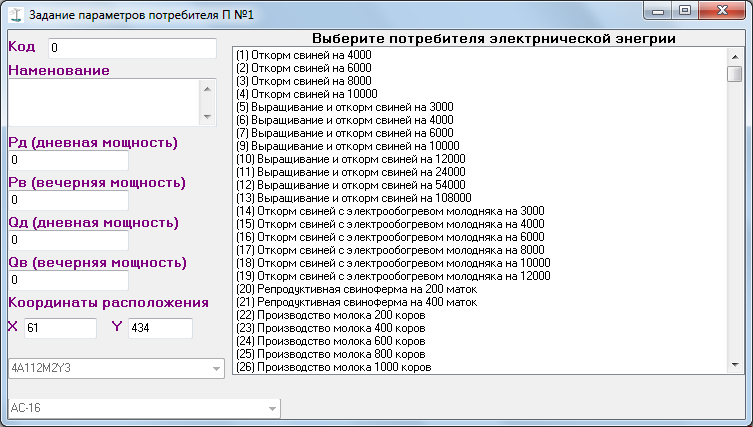 Задание параметров потребителя П №1
Код 0
Наменование
Рд (дневная мощность)
0
Рв (вечерняя мощность)
0
Qд (дневная мощность)
0
Qв (вечерняя мощность)
0
Координаты расположения
X 61 Y 434
4А112М2У3
АС-16
Выберите потребителя электрнической энегрии
(1) Откорм свиней на 4000
(2) Откорм свиней на 6000
(3) Откорм свиней на 8000
(4) Откорм свиней на 10000
(5) Выращивание и откорм свиней на 3000
(6) Выращивание и откорм свиней на 4000
(7) Выращивание и откорм свиней на 6000
(9) Выращивание и откорм свиней на 10000
(10) Выращивание и откорм свиней на 12000
(11) Выращивание и откорм свиней на 24000
(12) Выращивание и откорм свиней на 54000
(13) Выращивание и откорм свиней на 108000
(14) Откорм свиней с электрообогревом молодняка на 3000
(15) Откорм свиней с электрообогревом молодняка на 4000
(16) Откорм свиней с электрообогревом молодняка на 6000
(17) Откорм свиней с электрообогревом молодняка на 8000
(18) Откорм свиней с электрообогревом молодняка на 10000
(19) Откорм свиней с электрообогревом молодняка на 12000
(20) Репродуктивная свиноферма на 200 маток
(21) Репродуктивная свиноферма на 400 маток
(22) Производство молока 200 коров
(23) Производство молока 400 коров
(24) Производство молока 600 коров
(25) Производство молока 800 коров
(26) Производство молока 1000 коров